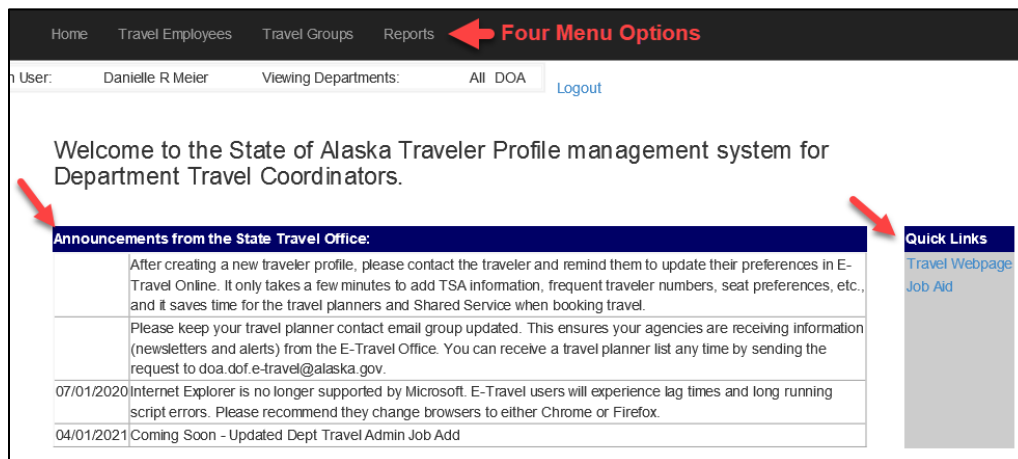 Home Travel Employees Travel Groups Reports Four Menu Options
n User: Danielle R Meier Viewing Departments: All DOA Logout
Welcome to the State of Alaska Traveler Profile management system for
Department Travel Coordinators.
Announcements from the State Travel Office:
After creating a new traveler profile, please contact the traveler and remind them to update their preferences in E-
Travel Online. It only takes a few minutes to add TSA information, frequent traveler numbers, seat preferences, etc.,
and it saves time for the travel planners and Shared Service when booking travel.
Please keep your travel planner contact email group updated. This ensures your agencies are receiving information
(newsletters and alerts) from the E-Travel Office. You can receive a travel planner list any time by sending the
request to doa.dof.e-travel@alaska.gov.
07/01/2020 Internet Explorer is no longer supported by Microsoft. E-Travel users will experience lag times and long running
script errors. Please recommend they change browsers to either Chrome or Firefox.
04/01/2021 Coming Soon - Updated Dept Travel Admin Job Add
Quick Links
Travel Webpage
Job Aid